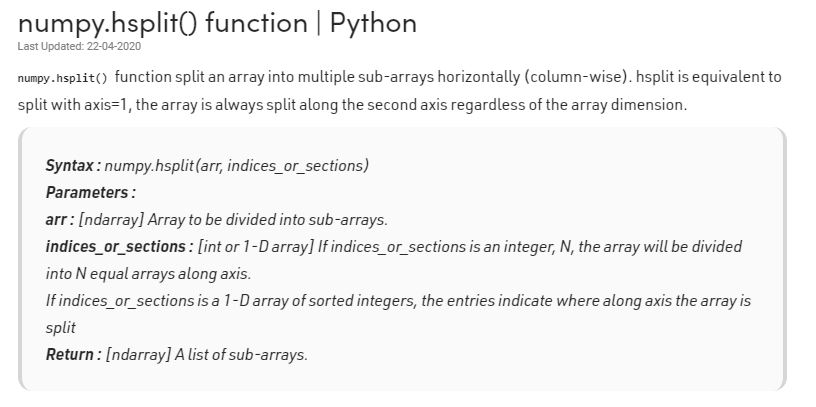 numpy.hsplit() function | Python
Last Updated: 22-04-2020
numpy.hsplit() function split an array into multiple sub-arrays horizontally (column-wise). hsplit is equivalent to
split with axis=1, the array is always split along the second axis regardless of the array dimension.
Syntax : numpy.hsplit(arr, indices_or_sections)
Parameters :
arr : [ndarray] Array to be divided into sub-arrays.
indices_or_sections : [int or 1-D array] If indices_or_sections is an integer, N, the array will be divided
into N equal arrays along axis.
If indices_or_sections is a 1-D array of sorted integers, the entries indicate where along axis the array is
split
Return : [ndarray] A list of sub-arrays.